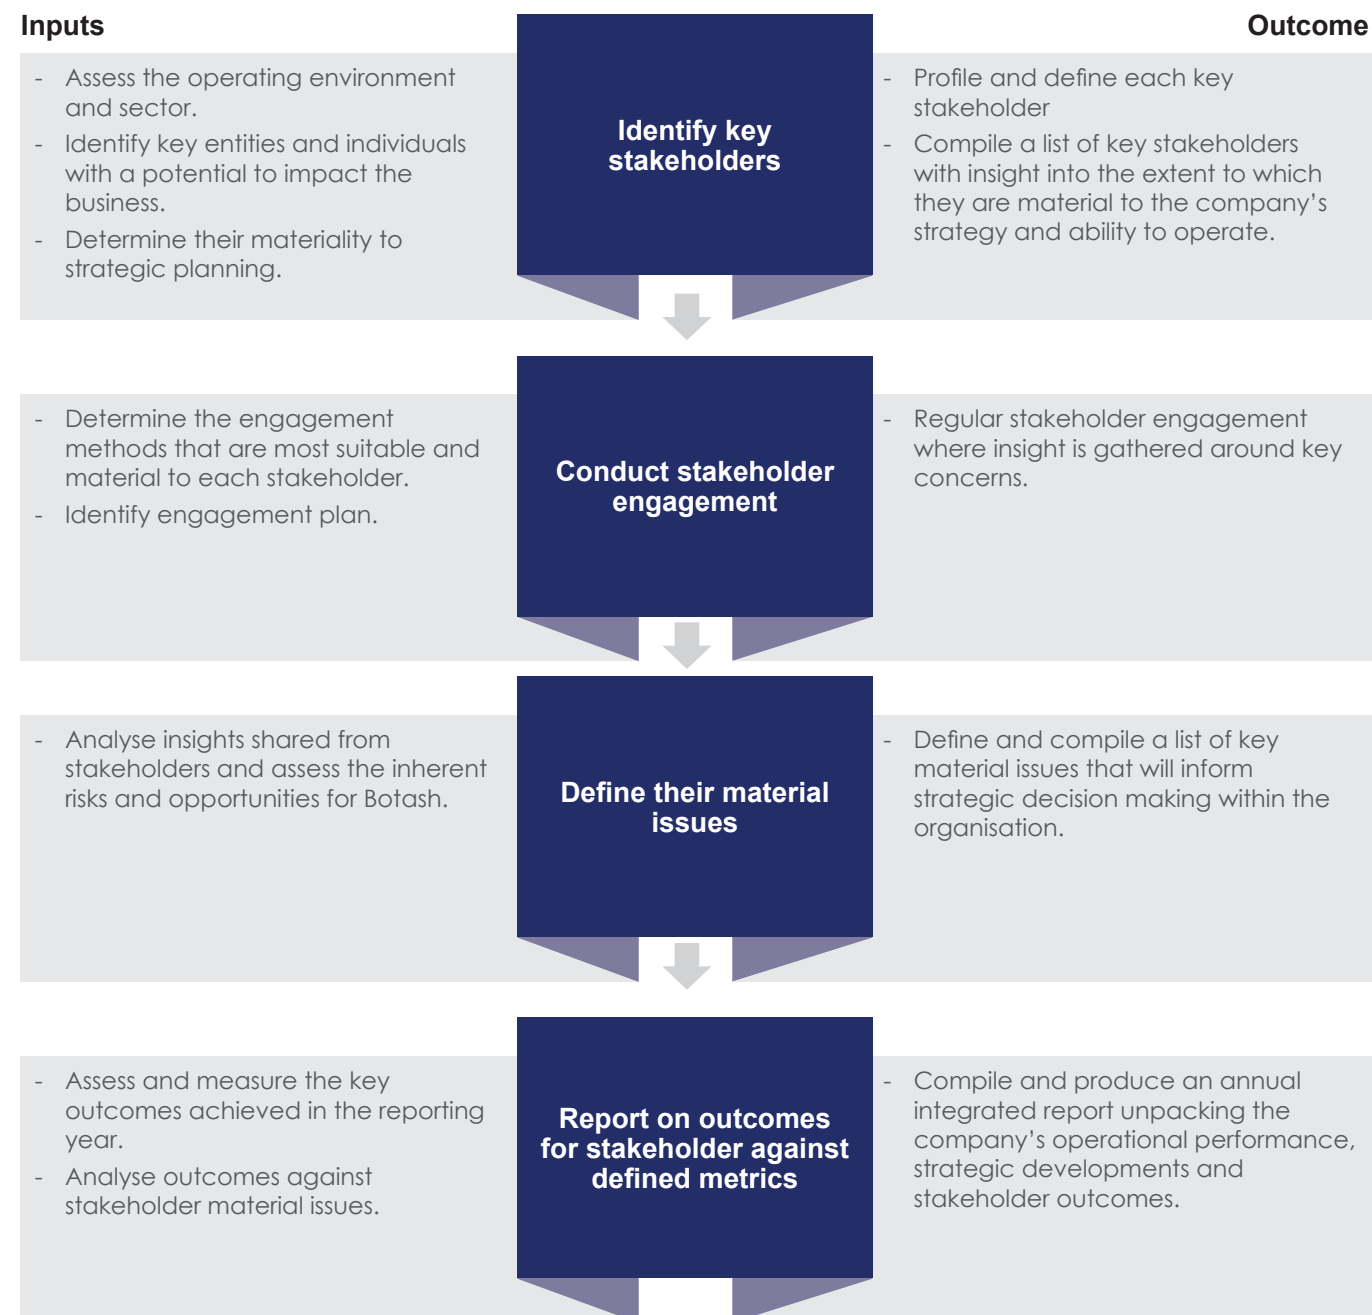 Inputs
Outcome
- Assess the operating environment
and sector.
- Identify key entities and individuals
with a potential to impact the
business.
- Determine their materiality to
strategic planning.
Identify key
stakeholders
- Profile and define each key
stakeholder
- Compile a list of key stakeholders
with insight into the extent to which
they are material to the company’s
strategy and ability to operate.
- Determine the engagement
methods that are most suitable and
material to each stakeholder.
- Identify engagement plan.
Conduct stakeholder
engagement
- Regular stakeholder engagement
where insight is gathered around key
concerns.
- Analyse insights shared from
stakeholders and assess the inherent
risks and opportunities for Botash.
Define their material
issues
- Define and compile a list of key
material issues that will inform
strategic decision making within the
organisation.
- Assess and measure the key
outcomes achieved in the reporting
year.
- Analyse outcomes against
stakeholder material issues.
Report on outcomes
for stakeholder against
defined metrics
- Compile and produce an annual
integrated report unpacking the
company’s operational performance,
strategic developments and
stakeholder outcomes.